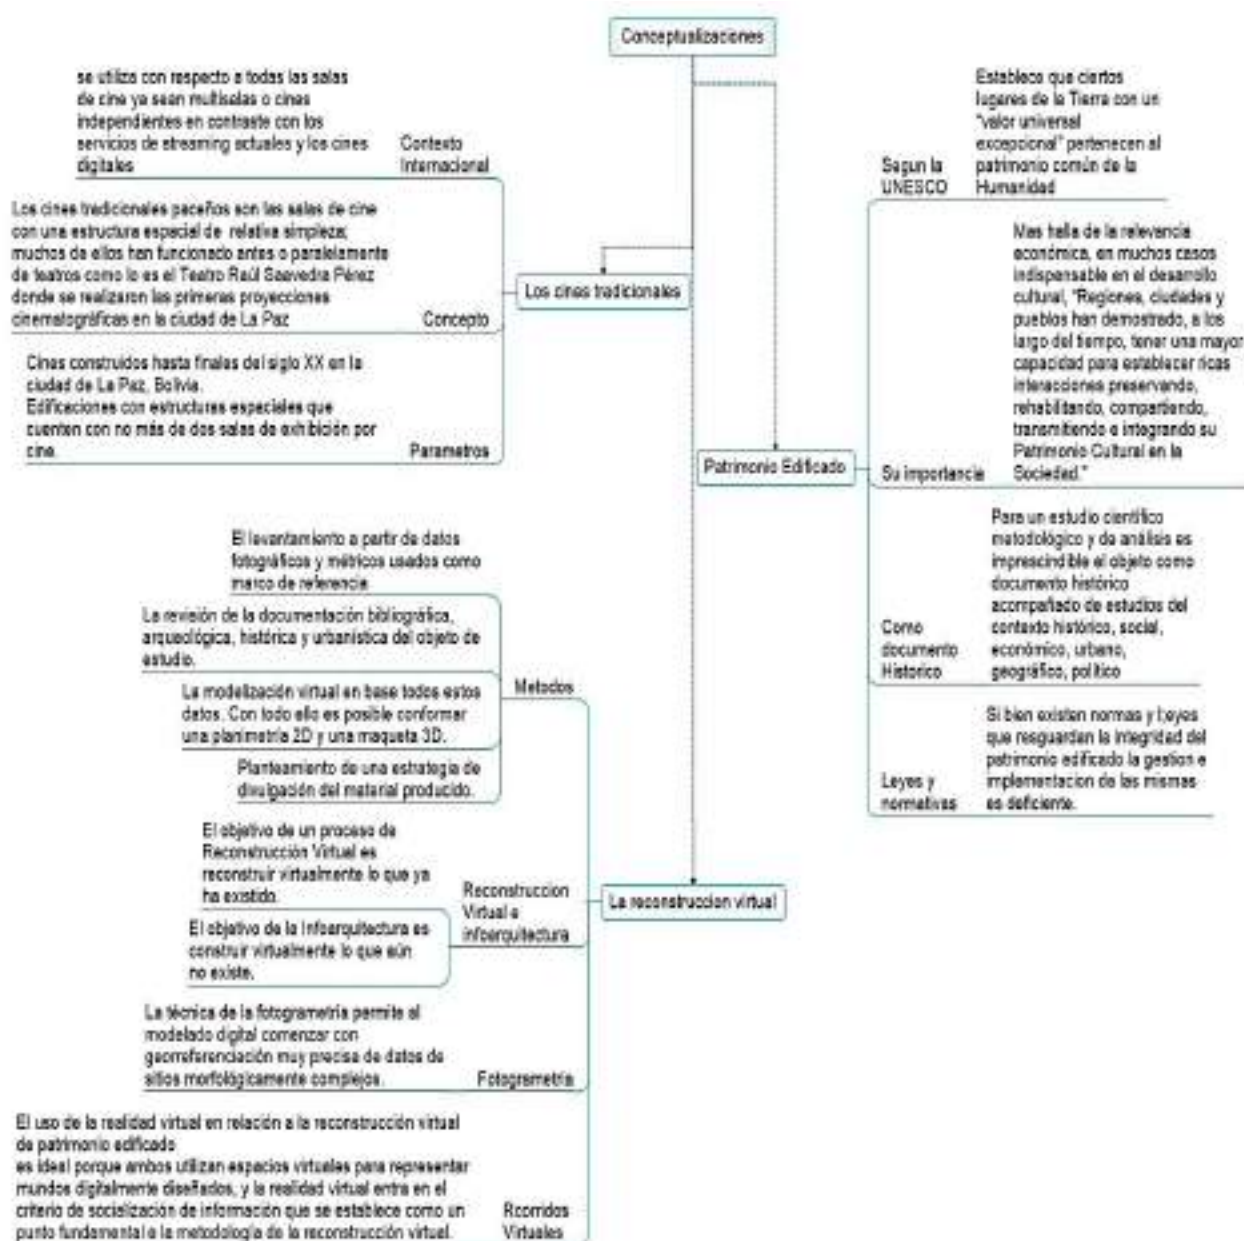 Conceptualizaciones
se utiliza con respecto a todas las salas
de cine ya sean multisalas o cines
independientes en contraste con los
servicios de streaming actuales y los cines
digitales
Contexto
Internacional
Los cines tradicionales paceños son las salas de cine
con una estructura espacial de relativa simpleza;
muchos de ellos han funcionado antes o paralelamente
de teatros como lo es el Teatro Raúl Saavedra Pérez
donde se realizaron las primeras proyecciones
cinematográficas en la ciudad de La Paz
Concepto
Cines construidos hasta finales del siglo XX en la
ciudad de La Paz, Bolivia.
Edificaciones con estructuras espaciales que
cuenten con no más de dos salas de exhibición por
cine.
Parametros
Los cines tradicionales
Establece que ciertos
lugares de la Tierra con un
"valor universal
excepcional" pertenecen al
patrimonio común de la
Humanidad
Segun la
UNESCO
Mas halla de la relevancia
económica, en muchos casos
indispensable en el desarrollo
cultural, "Regiones, ciudades y
pueblos han demostrado, a los
largo del tiempo, tener una mayor
capacidad para establecer ricas
interacciones preservando,
rehabilitando, compartiendo,
transmitiendo e integrando su
Patrimonio Cultural en la
Sociedad."
Su importancia
Patrimonio Edificado
Para un estudio científico
metodológico y de análisis es
imprescindible el objeto como
documento histórico
acompañado de estudios del
contexto histórico, social,
económico, urbano,
geográfico, político
Como
documento
Historico
Si bien existen normas y Leyes
que resguardan la integridad del
patrimonio edificado la gestion e
implementacion de las mismas
es deficiente.
Leyes y
normativas
El levantamiento a partir de datos
fotográficos y métricos usados como
marco de referencia
La revisión de la documentación bibliográfica,
arqueológica, histórica y urbanística del objeto de
estudio.
La modelización virtual en base todos estos
datos. Con todo ello es posible conformar
una planimetría 2D y una maqueta 3D.
Planteamiento de una estrategia de
divulgación del material producido.
Metodos
El objetivo de un proceso de
Reconstrucción Virtual es
reconstruir virtualmente lo que ya
ha existido.
El objetivo de la Infoarquitectura es
construir virtualmente lo que aún
no existe.
Reconstruccion
Virtual e
infoarquitectura
La reconstruccion virtual
La técnica de la fotogrametría permite al
modelado digital comenzar con
georreferenciación muy precisa de datos de
sitios morfológicamente complejos.
Fotogrametría
El uso de la realidad virtual en relación a la reconstrucción virtual
de patrimonio edificado
es ideal porque ambos utilizan espacios virtuales para representar
mundos digitalmente diseñados, y la realidad virtual entra en el
criterio de socialización de información que se establece como un
punto fundamental e la metodología de la reconstrucción virtual.
Rcorridos
Virtuales